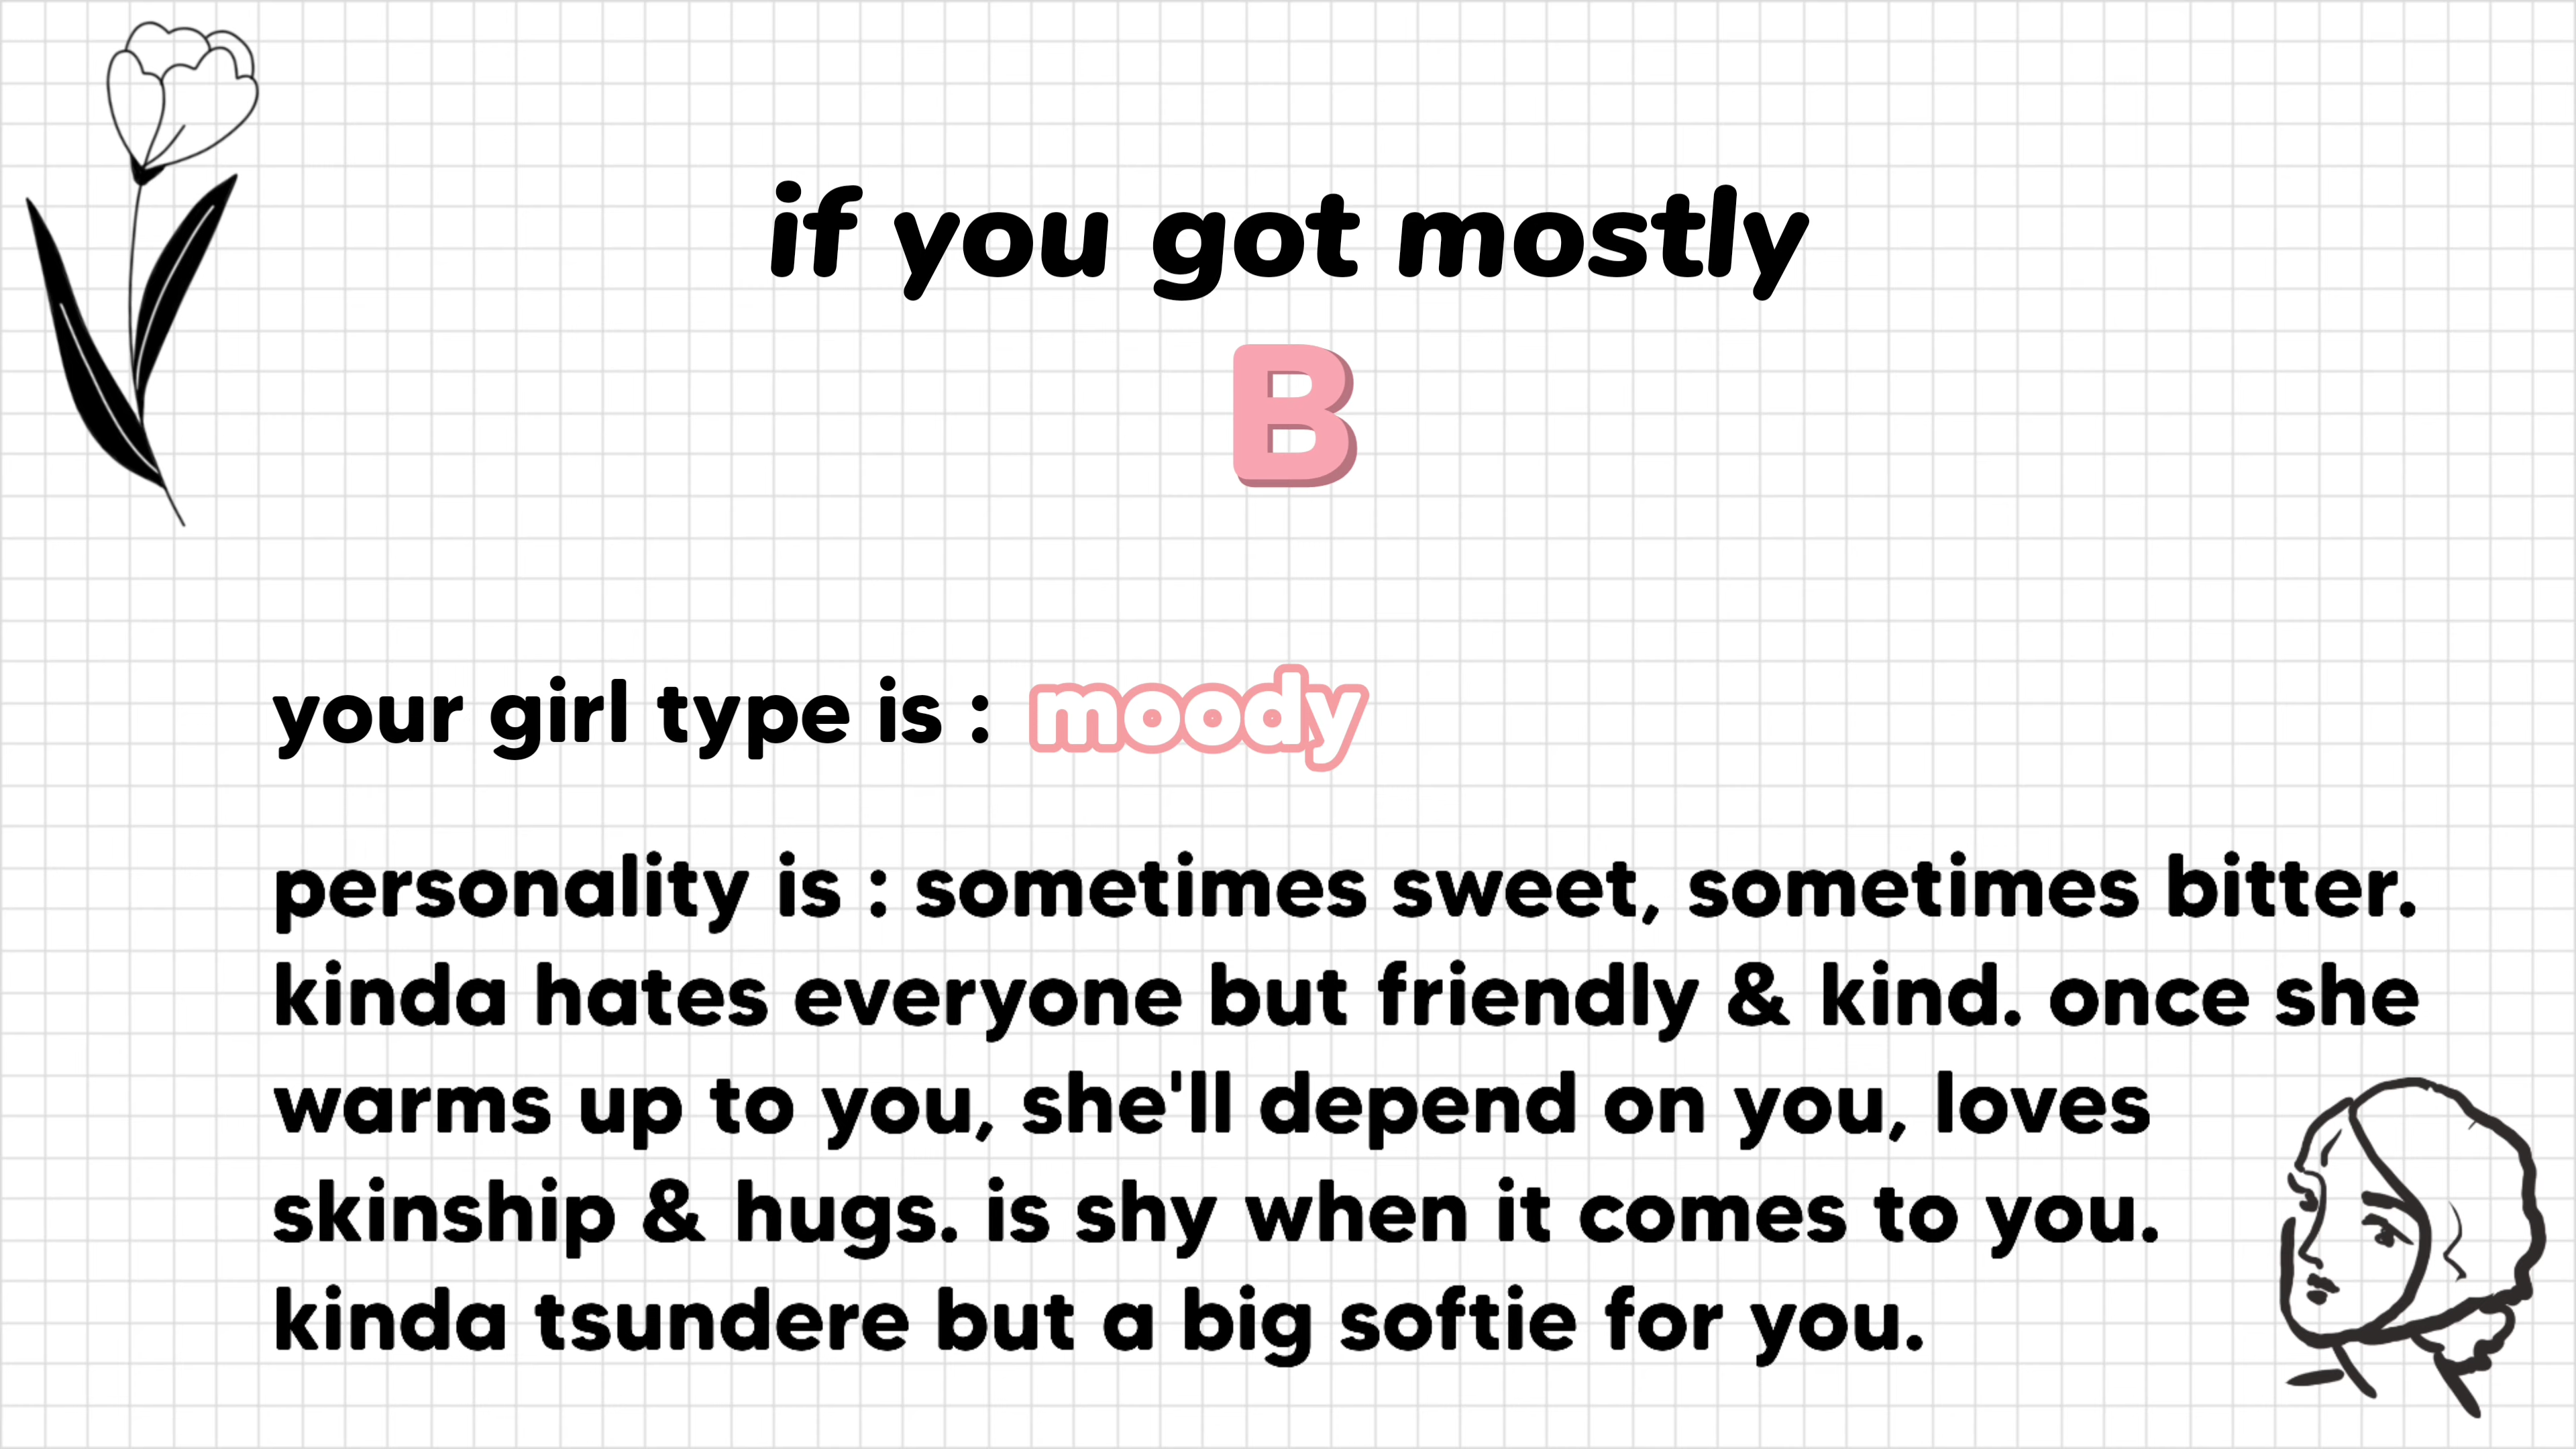 if you got mostly
B
your girl type is : moody
personality is : sometimes sweet, sometimes bitter.
kinda hates everyone but friendly & kind. once she
warms up to you, she'll depend on you, loves
skinship & hugs. is shy when it comes to you.
kinda tsundere but a big softie for you.